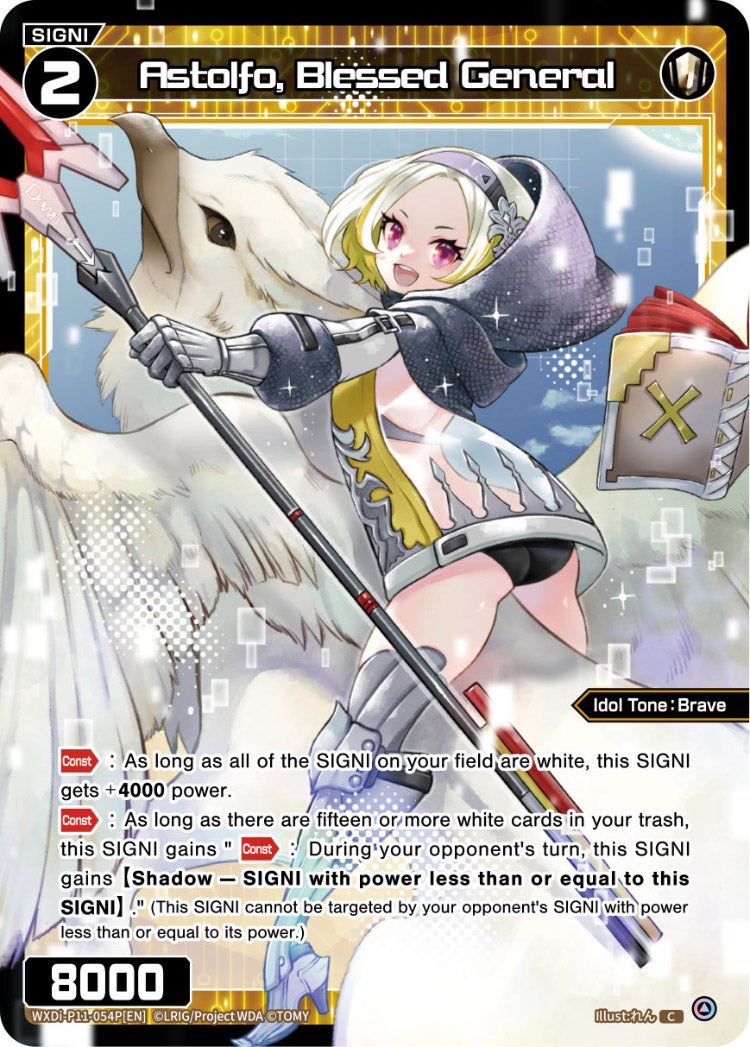 SIGNI
2
Astolfo, Blessed General
Idol Tone:Brave
Const : As long as all of the SIGNI on your field are white, this SIGNI
gets +4000 power.
Const : As long as there are fifteen or more white cards in your trash,
this SIGNI gains " Const : During your opponent's turn, this SIGNI
gains 【Shadow — SIGNI with power less than or equal to this
SIGNI】." (This SIGNI cannot be targeted by your opponent's SIGNI with power
less than or equal to its power.)
8000
WXDi-P11-054P[EN] ©LRIG/Project WDA ©TOMY
Illust:れん C